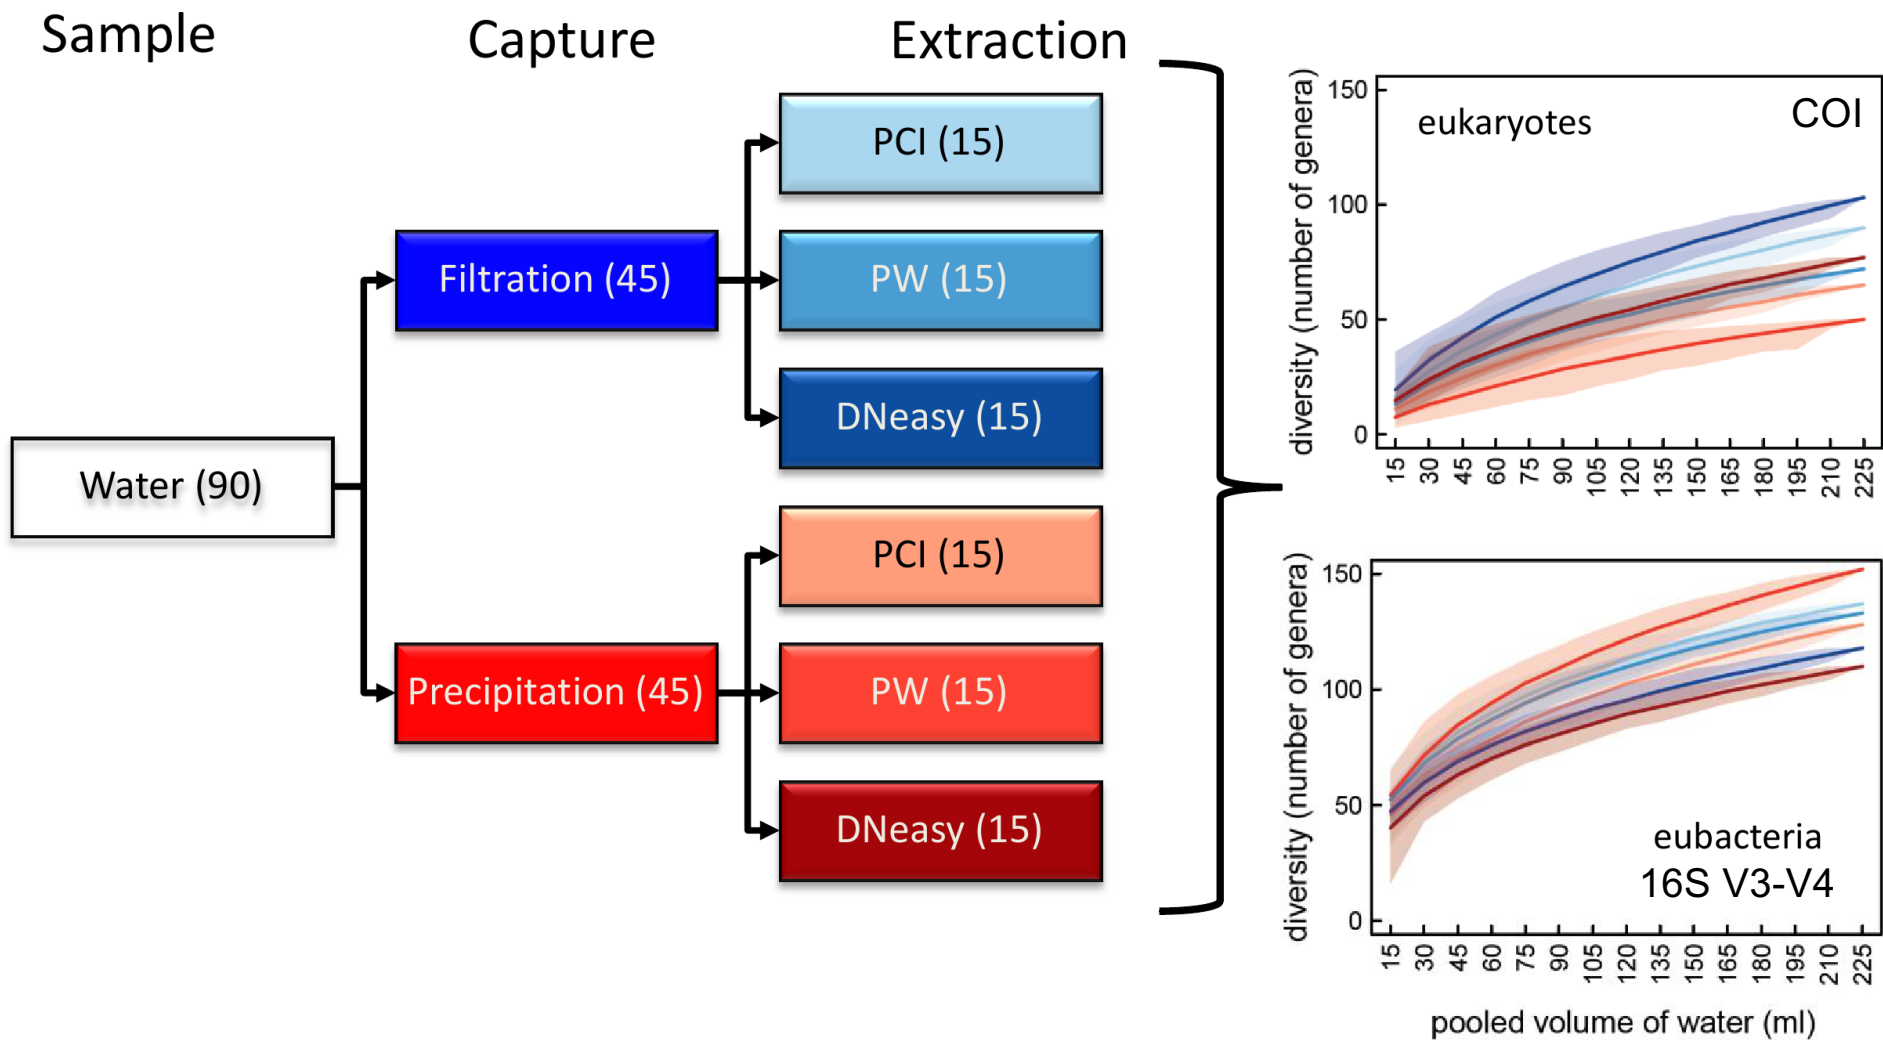 Sample
Capture
Extraction
Water (90)
Filtration (45)
Precipitation (45)
PCI (15)
PW (15)
DNeasy (15)
PCI (15)
PW (15)
DNeasy (15)
diversity (number of genera)
150
100
50
0
eukaryotes
COI
15 30 45 60 75 90 105 120 135 150 165 180 195 210 225
diversity (number of genera)
150
100
50
0
eubacteria
16S V3-V4
15 30 45 60 75 90 105 120 135 150 165 180 195 210 225
pooled volume of water (ml)